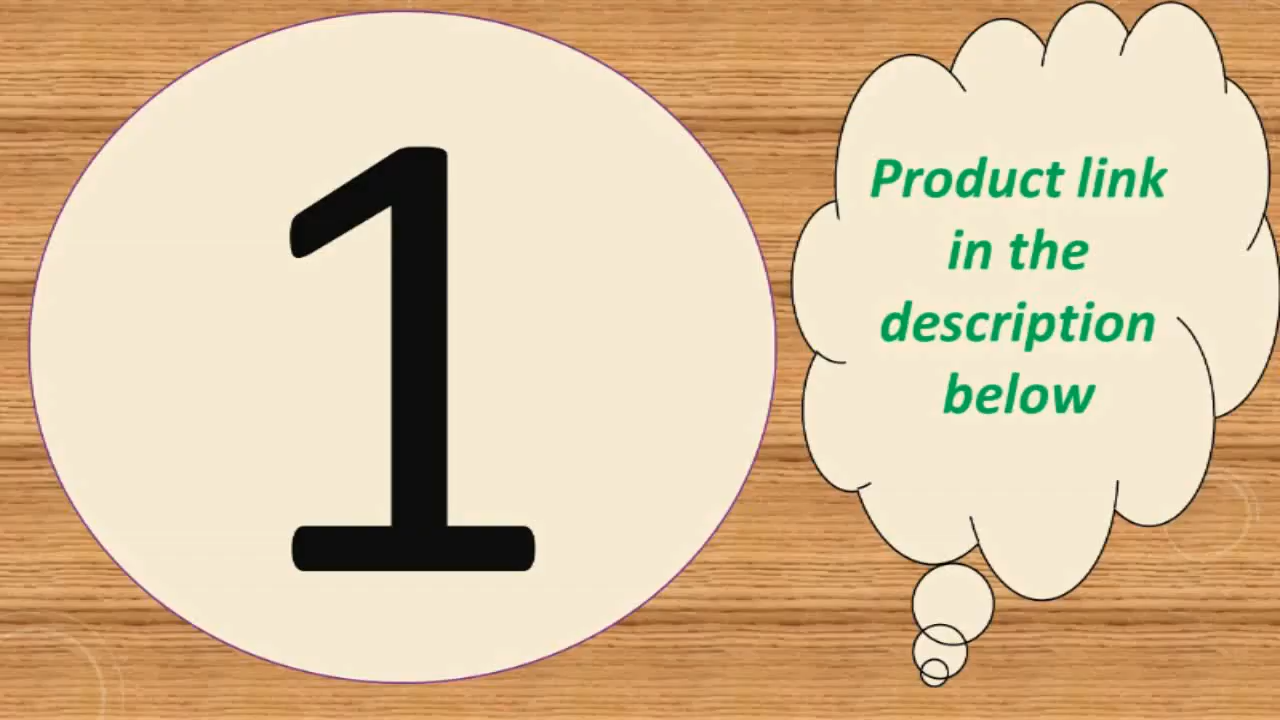 1
Product link
in the
description
below